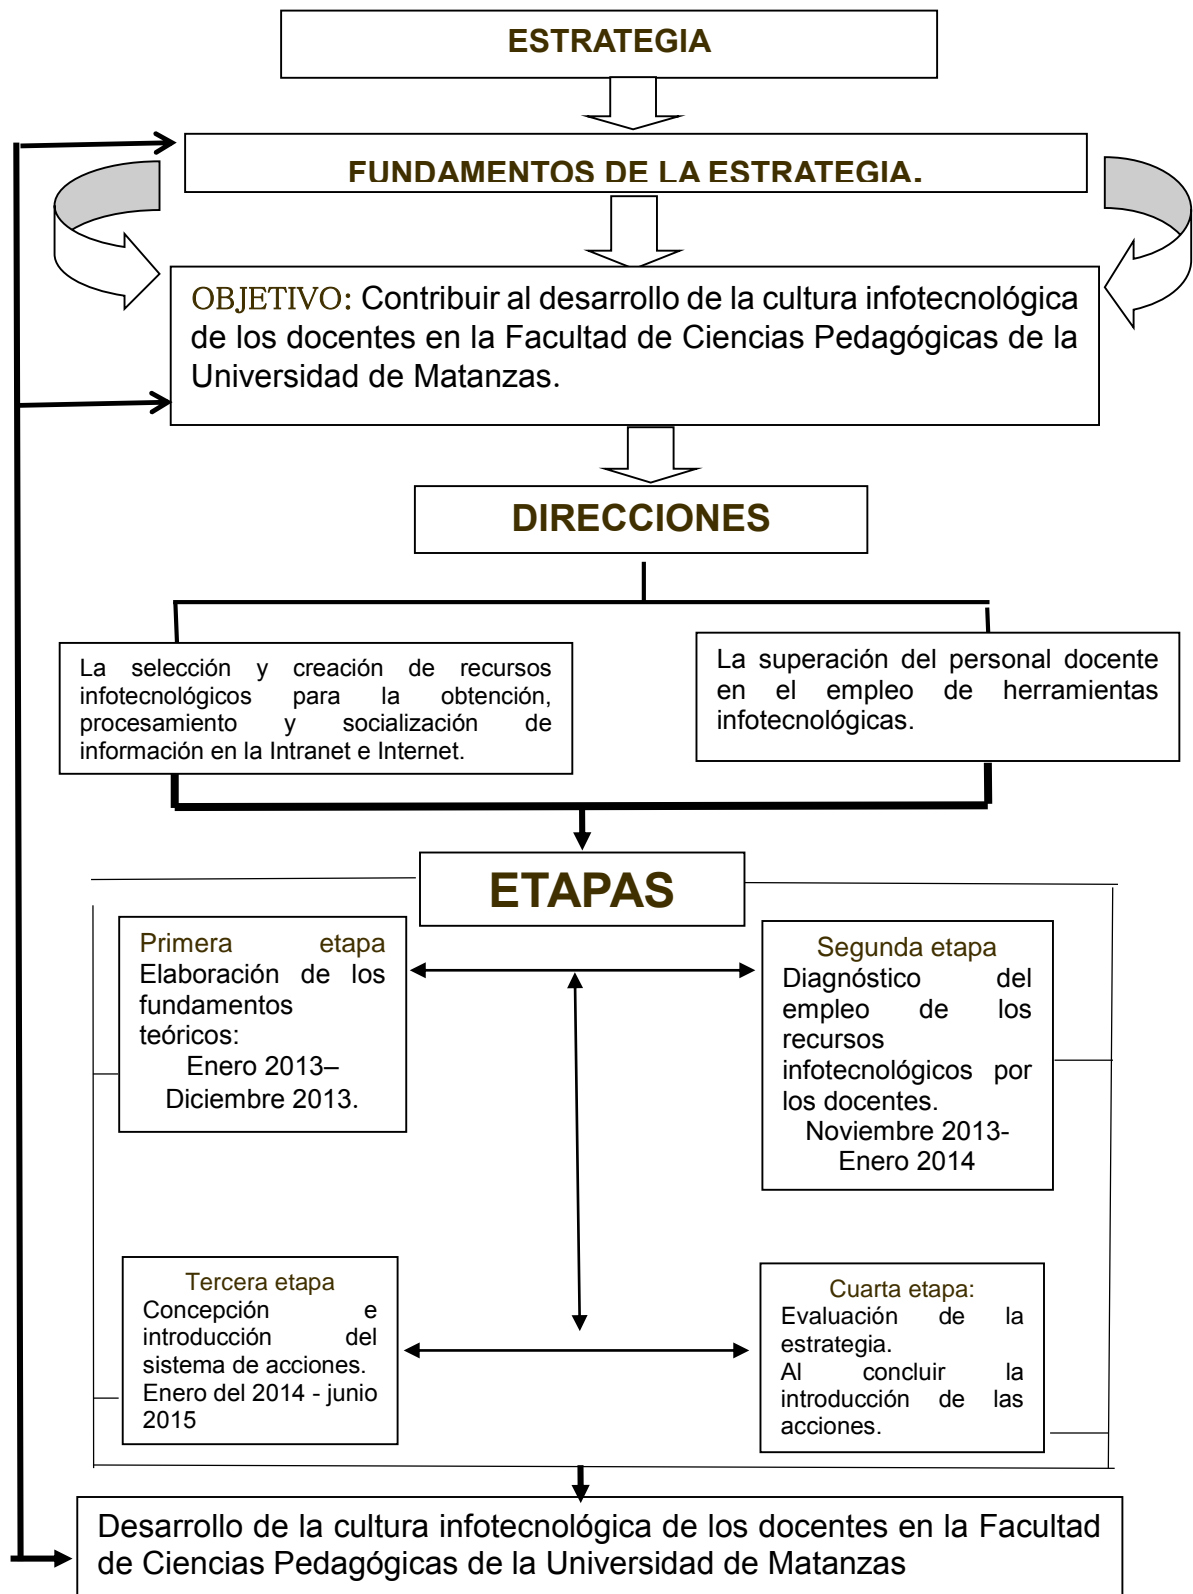 ESTRATEGIA
FUNDAMENTOS DE LA ESTRATEGIA.
OBJETIVO: Contribuir al desarrollo de la cultura infotecnológica
de los docentes en la Facultad de Ciencias Pedagógicas de la
Universidad de Matanzas.
DIRECCIONES
La selección y creación de recursos
infotecnológicos para la obtención,
procesamiento y socialización de
información en la Intranet e Internet.
La superación del personal docente
en el empleo de herramientas
infotecnológicas.
ETAPAS
Primera etapa
Elaboración de los
fundamentos
teóricos:
Enero 2013–
Diciembre 2013.
Segunda etapa
Diagnóstico del
empleo de los
recursos
infotecnológicos por
los docentes.
Noviembre 2013-
Enero 2014
Tercera etapa
Concepción e
introducción del
sistema de acciones.
Enero del 2014 - junio
2015
Cuarta etapa:
Evaluación de la
estrategia.
Al concluir la
introducción de las
acciones.
Desarrollo de la cultura infotecnológica de los docentes en la Facultad
de Ciencias Pedagógicas de la Universidad de Matanzas